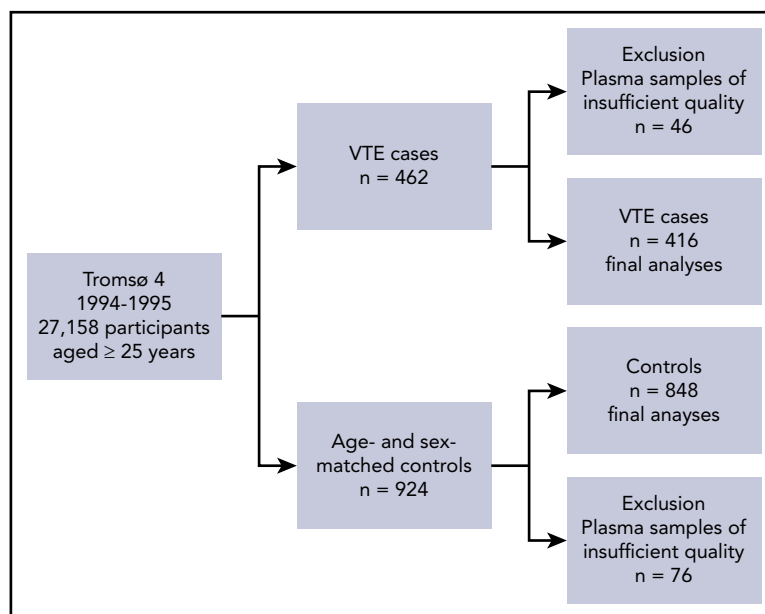 Tromsø 4
1994-1995
27,158 participants
aged ≥ 25 years
VTE cases
n = 462
Exclusion
Plasma samples of
insufficient quality
n = 46
VTE cases
n = 416
final analyses
Age- and sex-
matched controls
n = 924
Controls
n = 848
final anayses
Exclusion
Plasma samples of
insufficient quality
n = 76